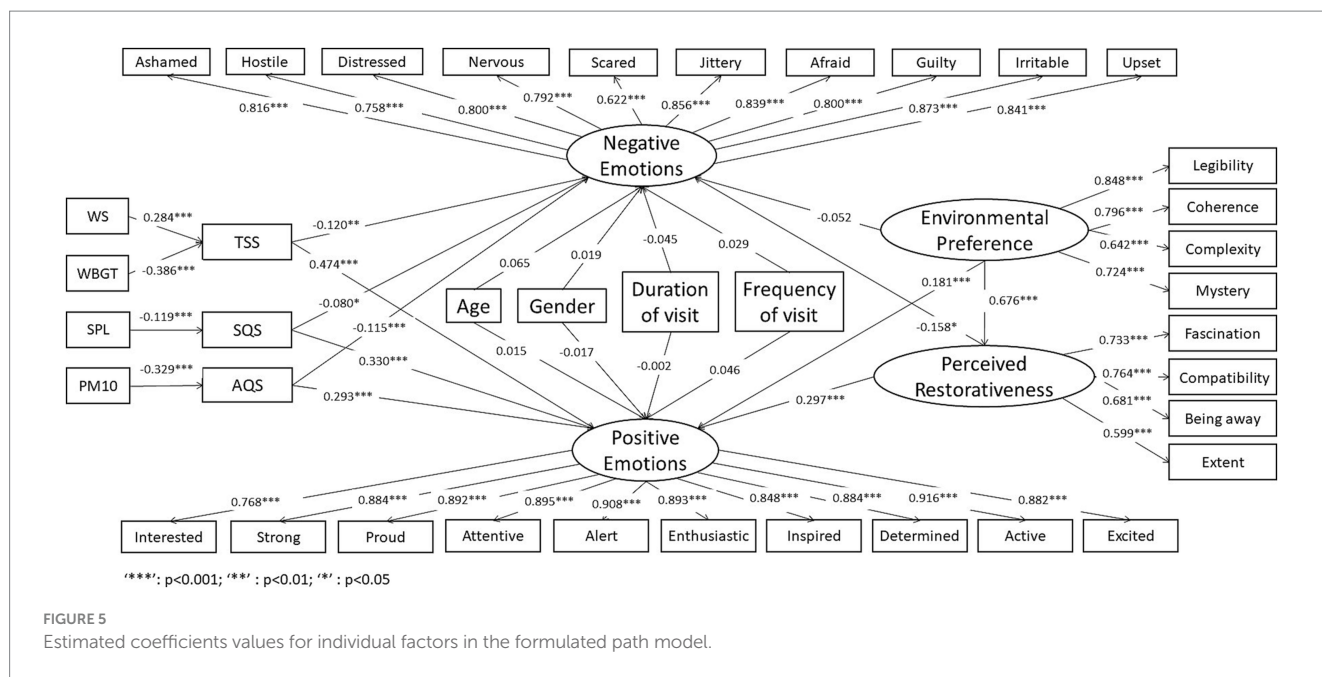 Ashamed Hostile Distressed Nervous Scared Jittery Afraid Guilty Irritable Upset
0.816*** 0.758*** 0.800*** 0.792*** 0.622*** 0.856*** 0.839*** 0.800*** 0.873*** 0.841***
Negative
Emotions
WS
0.284***
WBGT
-0.386***
TSS
SPL
-0.119***
SQS
PM10
-0.329***
AQS
-0.120**
0.474***
-0.080*
-0.115***
0.330***
0.293***
0.065
0.019
-0.045
0.029
Age
Gender
Duration
of visit
Frequency
of visit
0.015
-0.017
-0.002
0.046
-0.052
0.181***
0.676***
-0.158*
0.297***
Environmental
Preference
Perceived
Restorativeness
0.848***
Legibility
0.796***
Coherence
0.642***
Complexity
0.724***
Mystery
0.733***
Fascination
0.764***
Compatibility
0.681***
Being away
0.599***
Extent
Positive
Emotions
0.768*** 0.884*** 0.892*** 0.895*** 0.908*** 0.893*** 0.848*** 0.884*** 0.916*** 0.882***
Interested Strong Proud Attentive Alert Enthusiastic Inspired Determined Active Excited
‘***’: p<0.001; ‘**’ : p<0.01; ‘*’ : p<0.05
FIGURE 5
Estimated coefficients values for individual factors in the formulated path model.